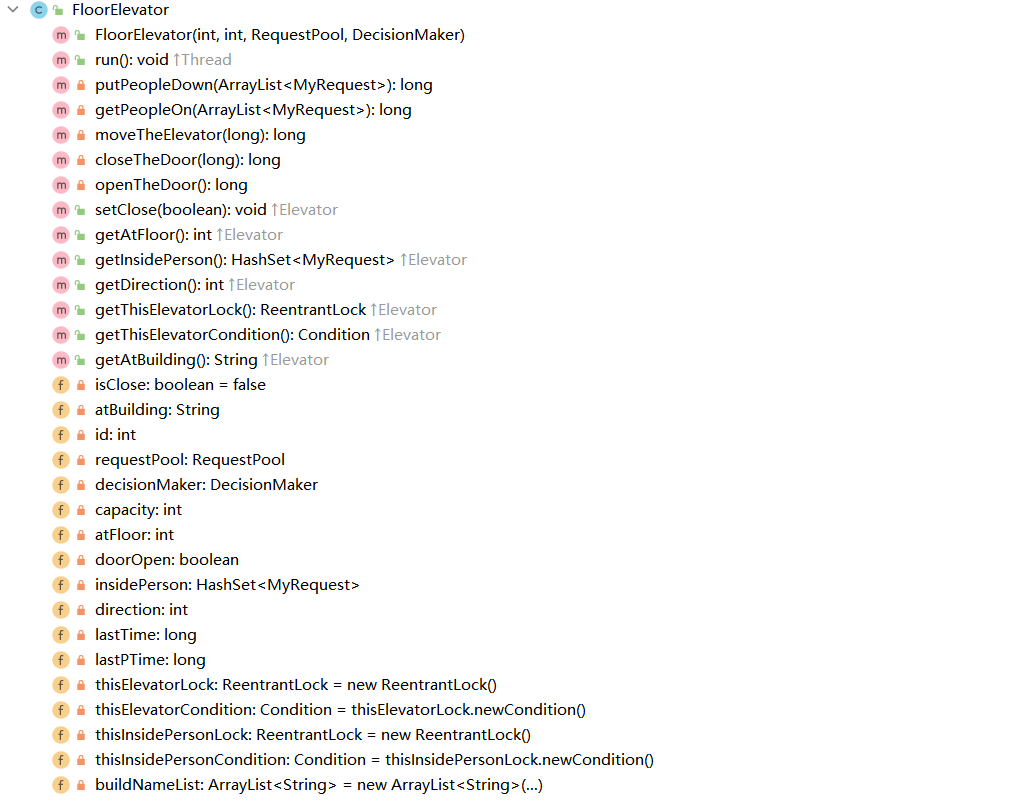 C FloorElevator
m FloorElevator(int, int, RequestPool, DecisionMaker)
m run(): void ↑Thread
m putPeopleDown(ArrayList<MyRequest>): long
m getPeopleOn(ArrayList<MyRequest>): long
m moveTheElevator(long): long
m closeTheDoor(long): long
m openTheDoor(): long
m setClose(boolean): void ↑Elevator
m getAtFloor(): int ↑Elevator
m getInsidePerson(): HashSet<MyRequest> ↑Elevator
m getDirection(): int ↑Elevator
m getThisElevatorLock(): ReentrantLock ↑Elevator
m getThisElevatorCondition(): Condition ↑Elevator
m getAtBuilding(): String ↑Elevator
f isClose: boolean = false
f atBuilding: String
f id: int
f requestPool: RequestPool
f decisionMaker: DecisionMaker
f capacity: int
f atFloor: int
f doorOpen: boolean
f insidePerson: HashSet<MyRequest>
f direction: int
f lastTime: long
f lastPTime: long
f thisElevatorLock: ReentrantLock = new ReentrantLock()
f thisElevatorCondition: Condition = thisElevatorLock.newCondition()
f thisInsidePersonLock: ReentrantLock = new ReentrantLock()
f thisInsidePersonCondition: Condition = thisInsidePersonLock.newCondition()
f buildNameList: ArrayList<String> = new ArrayList<String>(...)